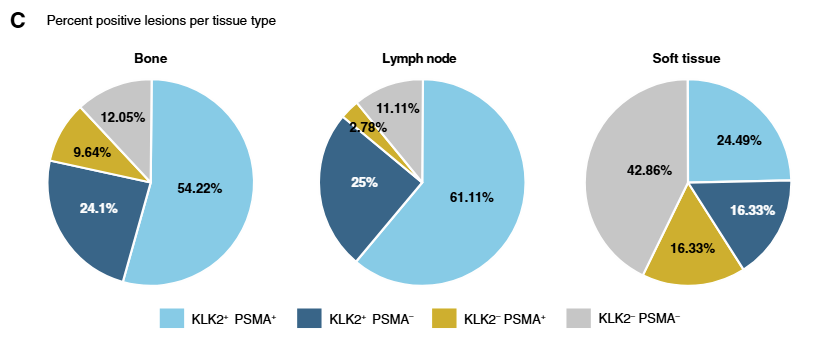 C Percent positive lesions per tissue type
Bone
54.22%
24.1%
9.64%
12.05%
Lymph node
61.11%
25%
2.78%
11.11%
Soft tissue
24.49%
16.33%
16.33%
42.86%
KLK2⁺ PSMA⁺ KLK2⁺ PSMA⁻ KLK2⁻ PSMA⁺ KLK2⁻ PSMA⁻